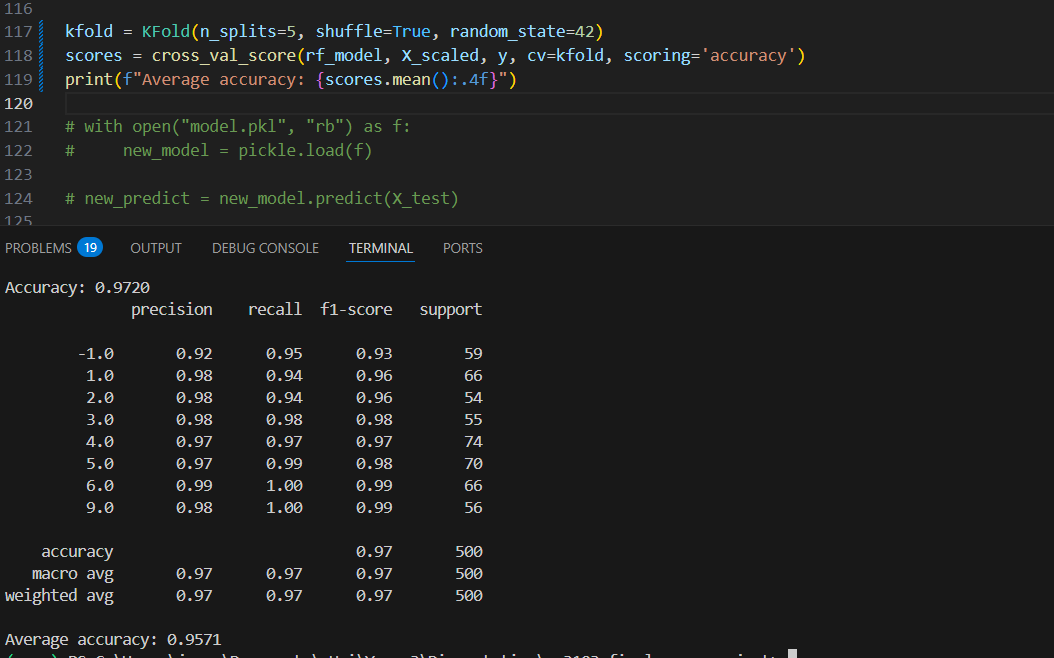 116
117 kfold = KFold(n_splits=5, shuffle=True, random_state=42)
118 scores = cross_val_score(rf_model, X_scaled, y, cv=kfold, scoring='accuracy')
119 print(f"Average accuracy: {scores.mean():.4f}")
120
121 # with open("model.pkl", "rb") as f:
122 #     new_model = pickle.load(f)
123
124 # new_predict = new_model.predict(X_test)
125
PROBLEMS 19 OUTPUT DEBUG CONSOLE TERMINAL PORTS
Accuracy: 0.9720
precision recall f1-score support
-1.0 0.92 0.95 0.93 59
1.0 0.98 0.94 0.96 66
2.0 0.98 0.94 0.96 54
3.0 0.98 0.98 0.98 55
4.0 0.97 0.97 0.97 74
5.0 0.97 0.99 0.98 70
6.0 0.99 1.00 0.99 66
9.0 0.98 1.00 0.99 56
accuracy 0.97 500
macro avg 0.97 0.97 0.97 500
weighted avg 0.97 0.97 0.97 500
Average accuracy: 0.9571